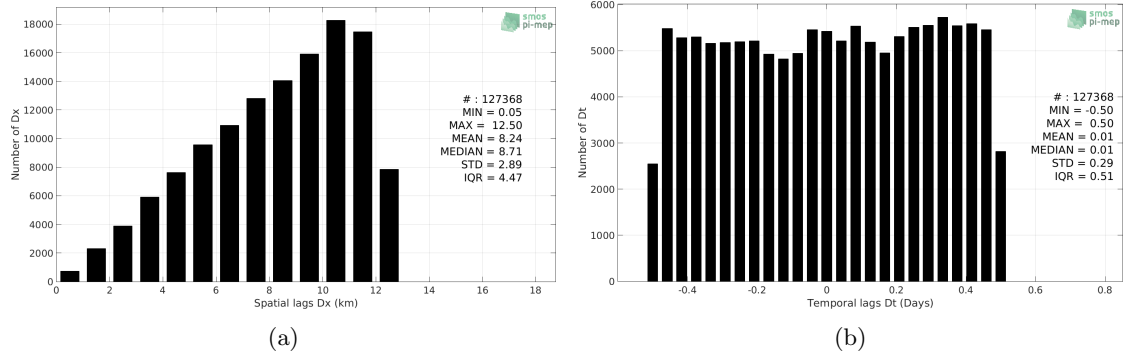 18000
16000
14000
12000
10000
8000
6000
4000
2000
0
Number of Dx
smos
pi-mep
# : 127368
MIN = 0.05
MAX = 12.50
MEAN = 8.24
MEDIAN = 8.71
STD = 2.89
IQR = 4.47
0 2 4 6 8 10 12 14 16 18
Spatial lags Dx (km)
(a)
6000
5000
4000
3000
2000
1000
0
Number of Dt
smos
pi-mep
# : 127368
MIN = -0.50
MAX = 0.50
MEAN = 0.01
MEDIAN = 0.01
STD = 0.29
IQR = 0.51
-0.4 -0.2 0 0.2 0.4 0.6 0.8
Temporal lags Dt (Days)
(b)